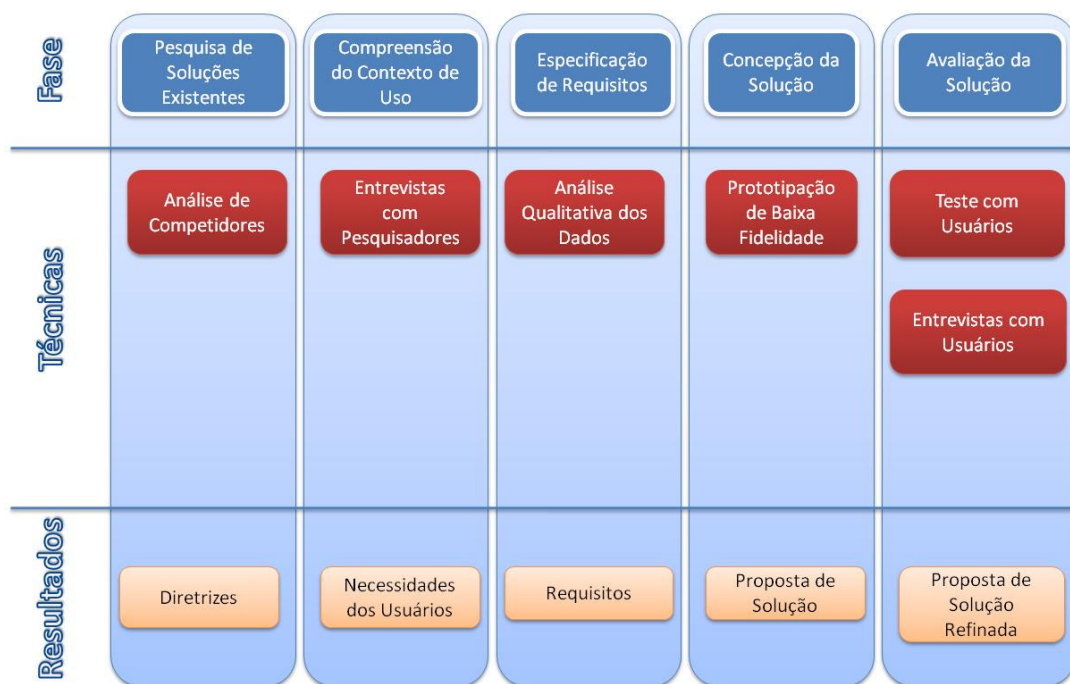 Fase
Pesquisa de
Soluções
Existentes
Compreensão
do Contexto de
Uso
Especificação
de Requisitos
Concepção da
Solução
Avaliação da
Solução
Técnicas
Análise de
Competidores
Entrevistas
com
Pesquisadores
Análise
Qualitativa dos
Dados
Prototipação
de Baixa
Fidelidade
Teste com
Usuários
Entrevistas com
Usuários
Resultados
Diretrizes
Necessidades
dos Usuários
Requisitos
Proposta de
Solução
Proposta de
Solução
Refinada